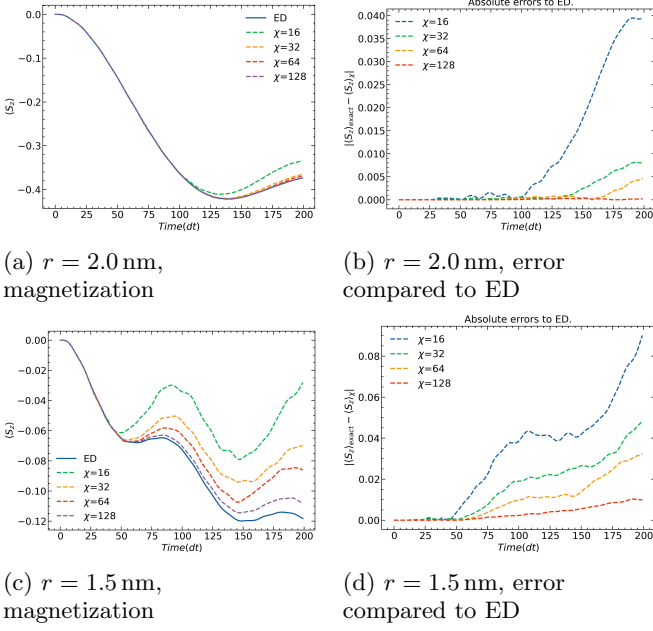 Absolute errors to ED.
0.0
−0.1
−0.2
−0.3
−0.4
⟨S_z⟩
ED
χ=16
χ=32
χ=64
χ=128
0 25 50 75 100 125 150 175 200
Time(dt)
0.040
0.035
0.030
0.025
0.020
0.015
0.010
0.005
0.000
|⟨S_z⟩_exact − ⟨S_z⟩_χ|
χ=16
χ=32
χ=64
χ=128
0 25 50 75 100 125 150 175 200
Time(dt)
(a) r = 2.0 nm,
magnetization
(b) r = 2.0 nm, error
compared to ED
0.00
−0.02
−0.04
−0.06
−0.08
−0.10
−0.12
⟨S_z⟩
ED
χ=16
χ=32
χ=64
χ=128
0 25 50 75 100 125 150 175 200
Time(dt)
Absolute errors to ED.
0.08
0.06
0.04
0.02
0.00
|⟨S_z⟩_exact − ⟨S_z⟩_χ|
χ=16
χ=32
χ=64
χ=128
0 25 50 75 100 125 150 175 200
Time(dt)
(c) r = 1.5 nm,
magnetization
(d) r = 1.5 nm, error
compared to ED